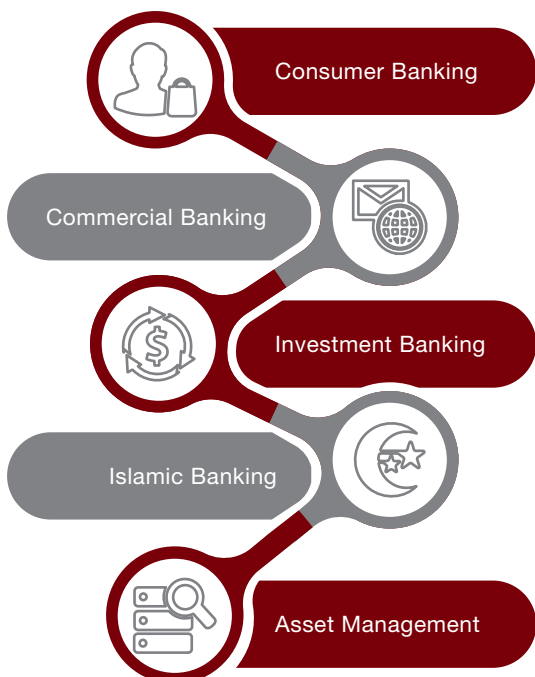 Consumer Banking
Commercial Banking
Investment Banking
Islamic Banking
Asset Management